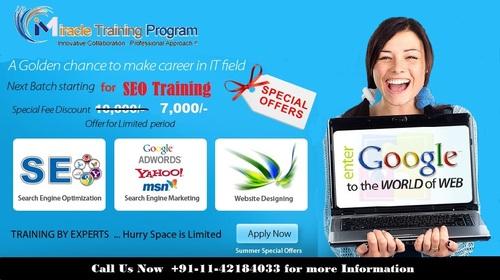 Miracle Training Program
Innovative Collaboration Professional Approach !!
A Golden chance to make career in IT field
Next Batch starting for SEO Training
Special Fee Discount 10,000/- 7,000/-
Offer for Limited period
SPECIAL OFFERS
SEO
Search Engine Optimization
Google
ADWORDS
YAHOO!
msn
Search Engine Marketing
Website Designing
enter Google
to the WORLD of WEB
TRAINING BY EXPERTS ... Hurry Space is Limited
Apply Now
Summer Special Offers
Call Us Now +91-11-42184033 for more Information